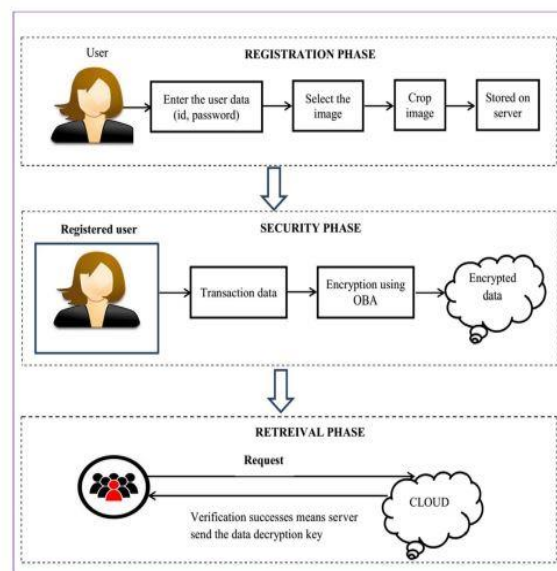 User
REGISTRATION PHASE
Enter the user data
(id, password)
Select the
image
Crop
image
Stored on
server
Registered user
SECURITY PHASE
Transaction data
Encryption using
OBA
Encrypted
data
RETREIVAL PHASE
Request
CLOUD
Verification successes means server
send the data decryption key